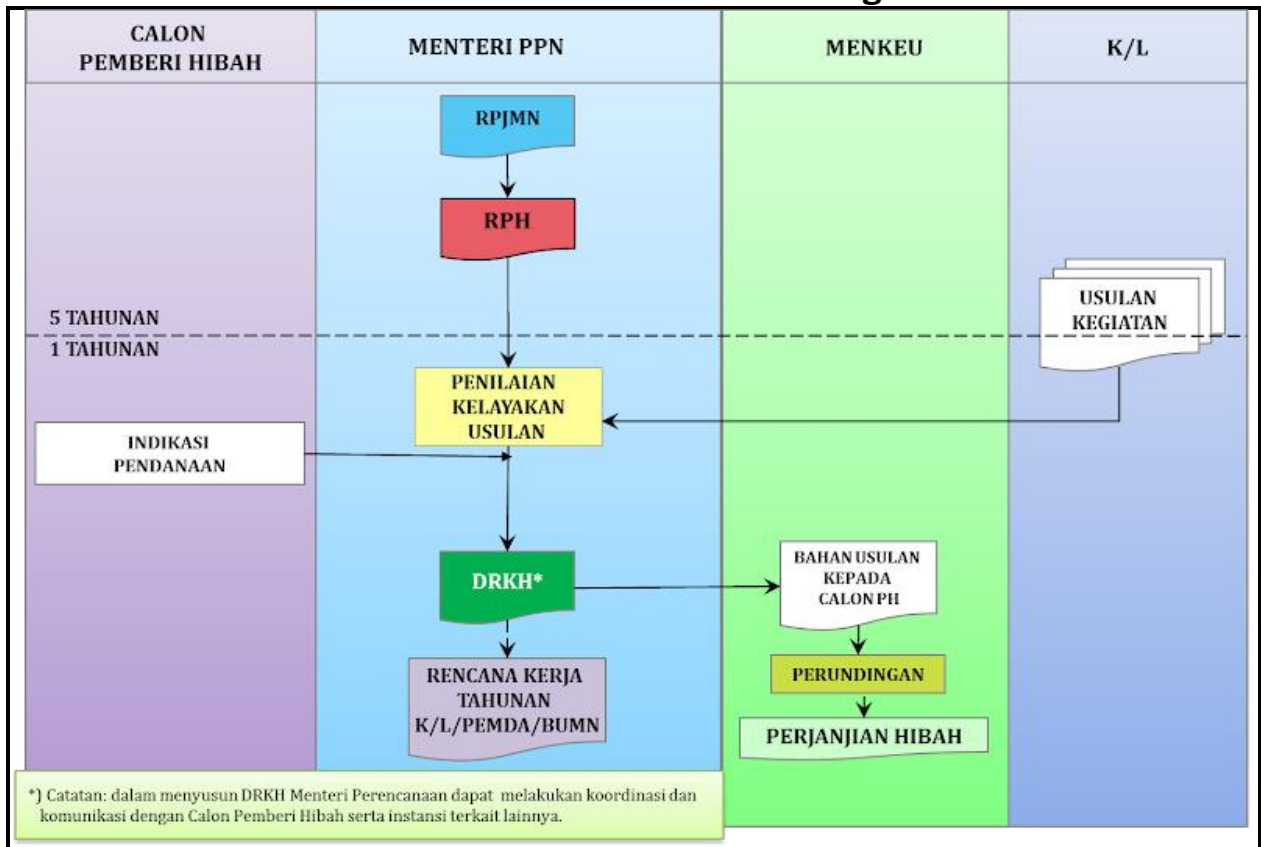 CALON
PEMBERI HIBAH
MENTERI PPN
MENKEU
K/L
RPJMN
RPH
USULAN
KEGIATAN
5 TAHUNAN
1 TAHUNAN
PENILAIAN
KELAYAKAN
USULAN
INDIKASI
PENDANAAN
DRKH*
BAHAN USULAN
KEPADA
CALON PH
RENCANA KERJA
TAHUNAN
K/L/PEMDA/BUMN
PERUNDINGAN
PERJANJIAN HIBAH
*) Catatan: dalam menyusun DRKH Menteri Perencanaan dapat melakukan koordinasi dan
komunikasi dengan Calon Pemberi Hibah serta instansi terkait lainnya.